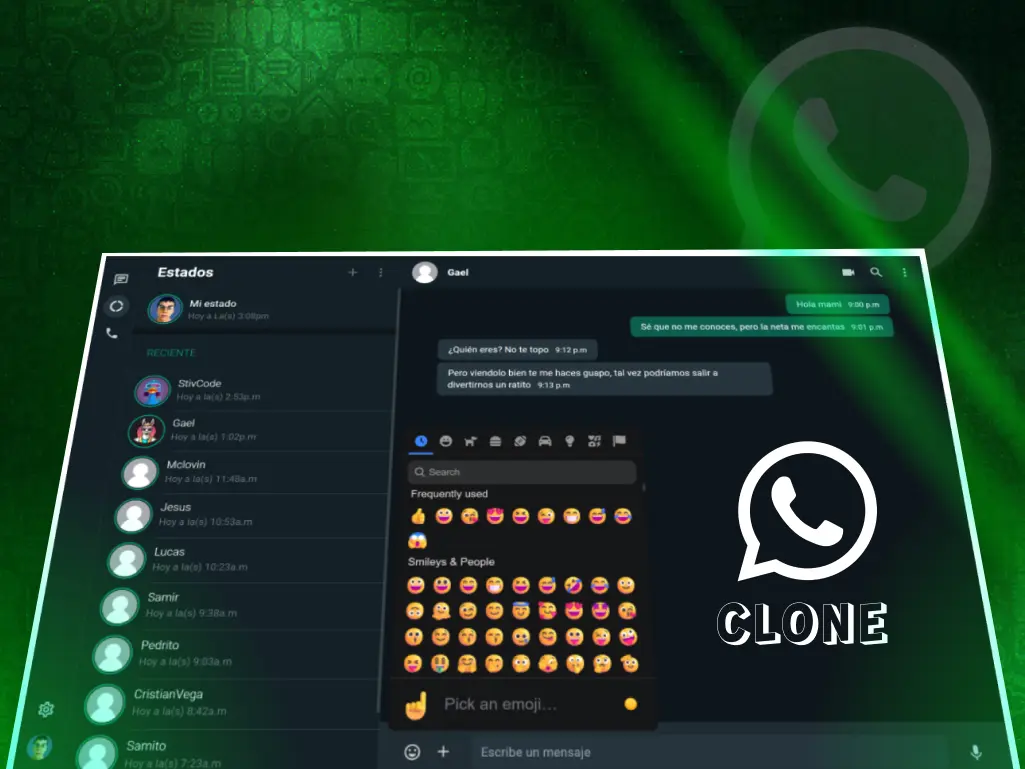 Estados
Mi estado
Hoy a La(s) 3:08pm
RECIENTE
StivCode
Hoy a la(s) 2:53p.m
Gael
Hoy a la(s) 1:02p.m
Mclovin
Hoy a la(s) 11:48a.m
Jesus
Hoy a la(s) 10:53a.m
Lucas
Hoy a la(s) 10:23a.m
Samir
Hoy a la(s) 9:38a.m
Pedrito
Hoy a la(s) 9:03a.m
CristianVega
Hoy a la(s) 8:42a.m
Samito
Hoy a la(s) 7:23a.m
Gael
Hola mami 9:00 p.m
Sé que no me conoces, pero la neta me encantas 9:01 p.m
¿Quién eres? No te topo 9:12 p.m
Pero viendolo bien te me haces guapo, tal vez podríamos salir a
divertirnos un ratito 9:13 p.m
Search
Frequently used
Smileys & People
Pick an emoji...
Escribe un mensaje
CLONE